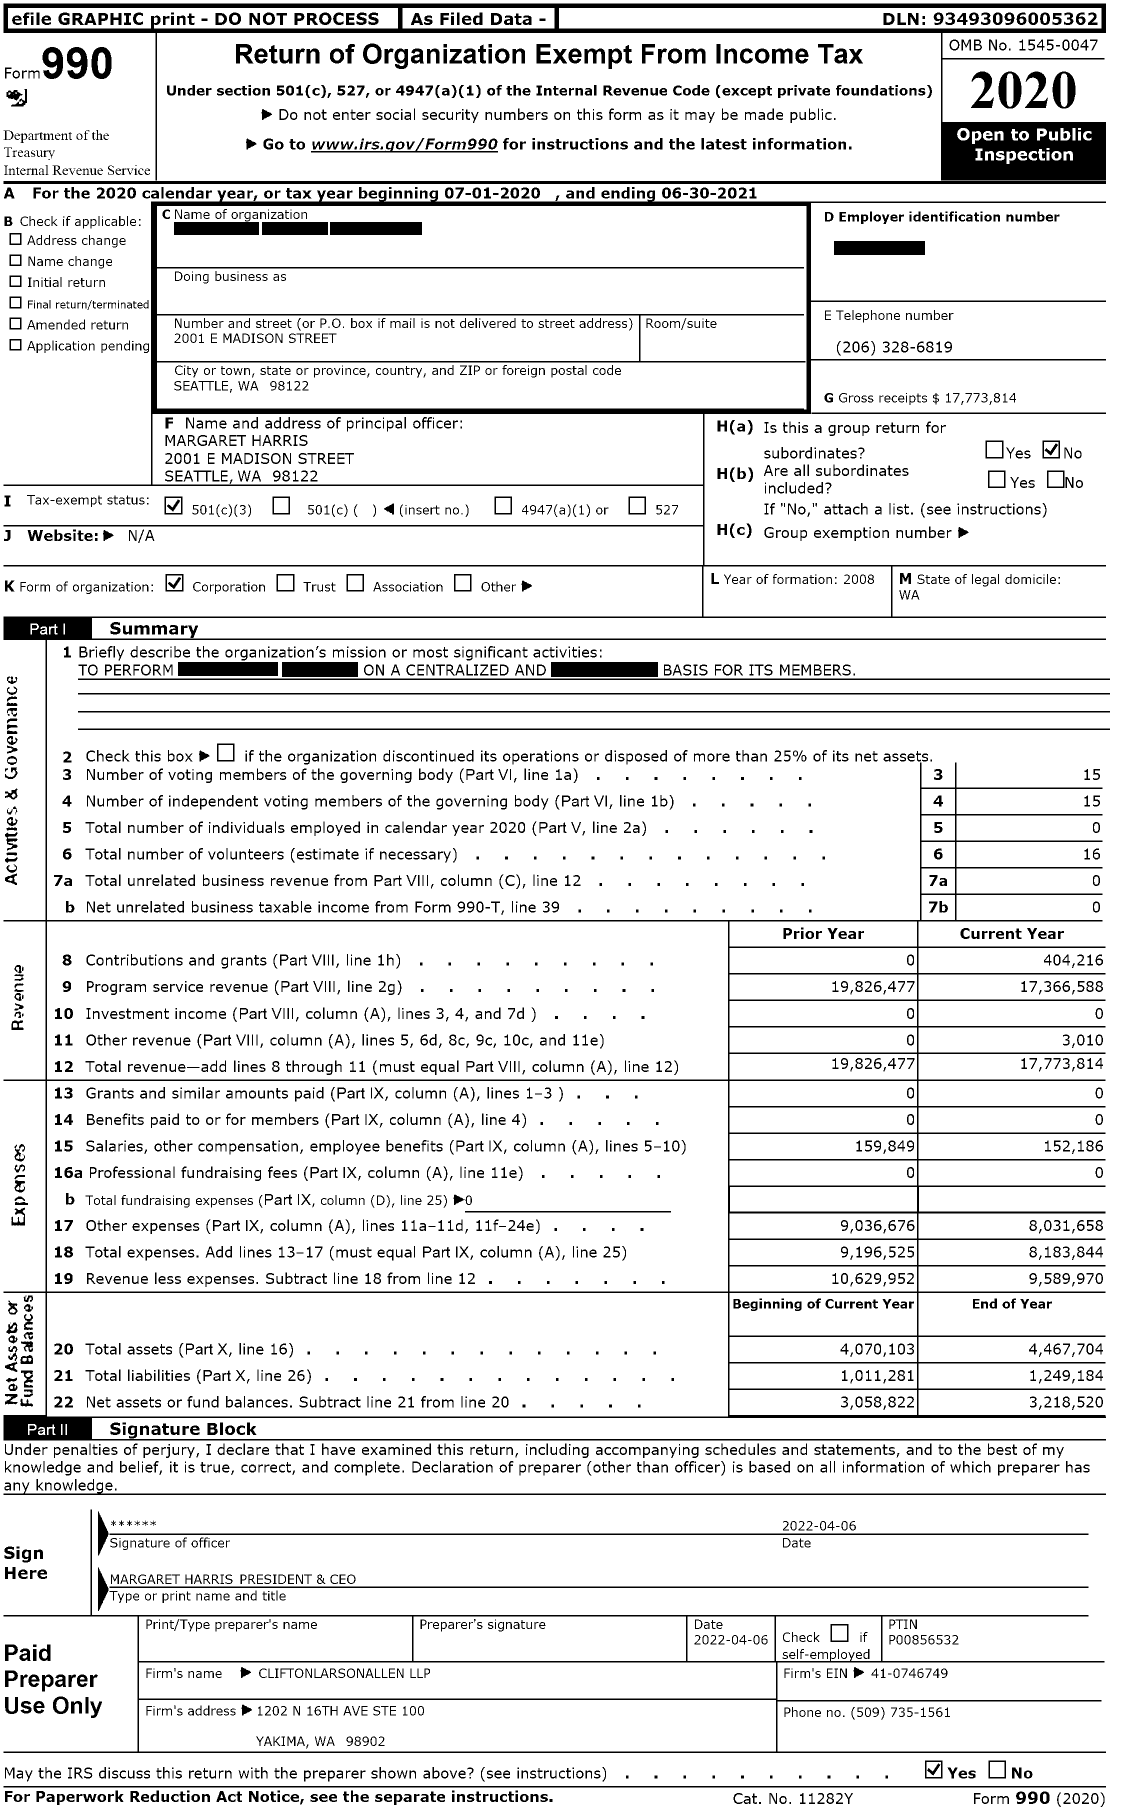 efile GRAPHIC print - DO NOT PROCESS As Filed Data - DLN: 93493096005362
Form 990
Department of the
Treasury
Internal Revenue Service
Return of Organization Exempt From Income Tax
Under section 501(c), 527, or 4947(a)(1) of the Internal Revenue Code (except private foundations)
▶ Do not enter social security numbers on this form as it may be made public.
▶ Go to www.irs.gov/Form990 for instructions and the latest information.
OMB No. 1545-0047
2020
Open to Public
Inspection
A For the 2020 calendar year, or tax year beginning 07-01-2020 , and ending 06-30-2021
B Check if applicable:
☐ Address change
☐ Name change
☐ Initial return
☐ Final return/terminated
☐ Amended return
☐ Application pending
C Name of organization
Doing business as
Number and street (or P.O. box if mail is not delivered to street address) Room/suite
2001 E MADISON STREET
City or town, state or province, country, and ZIP or foreign postal code
SEATTLE, WA 98122
D Employer identification number
E Telephone number
(206) 328-6819
G Gross receipts $ 17,773,814
F Name and address of principal officer:
MARGARET HARRIS
2001 E MADISON STREET
SEATTLE, WA 98122
H(a) Is this a group return for
subordinates? ☐ Yes ☑ No
H(b) Are all subordinates
included? ☐ Yes ☐ No
If "No," attach a list. (see instructions)
H(c) Group exemption number ▶
I Tax-exempt status: ☑ 501(c)(3) ☐ 501(c) ( ) ◀ (insert no.) ☐ 4947(a)(1) or ☐ 527
J Website: ▶ N/A
K Form of organization: ☑ Corporation ☐ Trust ☐ Association ☐ Other ▶
L Year of formation: 2008
M State of legal domicile:
WA
Part I Summary
Activities & Governance
1 Briefly describe the organization's mission or most significant activities:
TO PERFORM ON A CENTRALIZED AND BASIS FOR ITS MEMBERS.
2 Check this box ▶ ☐ if the organization discontinued its operations or disposed of more than 25% of its net assets.
3 Number of voting members of the governing body (Part VI, line 1a) . . . . . . . . 3 15
4 Number of independent voting members of the governing body (Part VI, line 1b) . . . . . 4 15
5 Total number of individuals employed in calendar year 2020 (Part V, line 2a) . . . . . . 5 0
6 Total number of volunteers (estimate if necessary) . . . . . . . . . . . . . 6 16
7a Total unrelated business revenue from Part VIII, column (C), line 12 . . . . . . . . 7a 0
b Net unrelated business taxable income from Form 990-T, line 39 . . . . . . . . . 7b 0
Prior Year Current Year
Revenue
8 Contributions and grants (Part VIII, line 1h) . . . . . . . . . 0 404,216
9 Program service revenue (Part VIII, line 2g) . . . . . . . . . 19,826,477 17,366,588
10 Investment income (Part VIII, column (A), lines 3, 4, and 7d ) . . . . 0 0
11 Other revenue (Part VIII, column (A), lines 5, 6d, 8c, 9c, 10c, and 11e) 0 3,010
12 Total revenue—add lines 8 through 11 (must equal Part VIII, column (A), line 12) 19,826,477 17,773,814
Expenses
13 Grants and similar amounts paid (Part IX, column (A), lines 1–3 ) . . . 0 0
14 Benefits paid to or for members (Part IX, column (A), line 4) . . . . . 0 0
15 Salaries, other compensation, employee benefits (Part IX, column (A), lines 5–10) 159,849 152,186
16a Professional fundraising fees (Part IX, column (A), line 11e) . . . . . 0 0
b Total fundraising expenses (Part IX, column (D), line 25) ▶0
17 Other expenses (Part IX, column (A), lines 11a–11d, 11f–24e) . . . . 9,036,676 8,031,658
18 Total expenses. Add lines 13–17 (must equal Part IX, column (A), line 25) 9,196,525 8,183,844
19 Revenue less expenses. Subtract line 18 from line 12 . . . . . . . 10,629,952 9,589,970
Net Assets or Fund Balances
Beginning of Current Year End of Year
20 Total assets (Part X, line 16) . . . . . . . . . . . . . 4,070,103 4,467,704
21 Total liabilities (Part X, line 26) . . . . . . . . . . . . . 1,011,281 1,249,184
22 Net assets or fund balances. Subtract line 21 from line 20 . . . . . 3,058,822 3,218,520
Part II Signature Block
Under penalties of perjury, I declare that I have examined this return, including accompanying schedules and statements, and to the best of my
knowledge and belief, it is true, correct, and complete. Declaration of preparer (other than officer) is based on all information of which preparer has
any knowledge.
Sign
Here
****** 2022-04-06
Signature of officer Date
MARGARET HARRIS PRESIDENT & CEO
Type or print name and title
Paid
Preparer
Use Only
Print/Type preparer's name Preparer's signature Date
2022-04-06 Check ☐ if
self-employed PTIN
P00856532
Firm's name ▶ CLIFTONLARSONALLEN LLP Firm's EIN ▶ 41-0746749
Firm's address ▶ 1202 N 16TH AVE STE 100 Phone no. (509) 735-1561
YAKIMA, WA 98902
May the IRS discuss this return with the preparer shown above? (see instructions) . . . . . . . . . . ☑ Yes ☐ No
For Paperwork Reduction Act Notice, see the separate instructions. Cat. No. 11282Y Form 990 (2020)